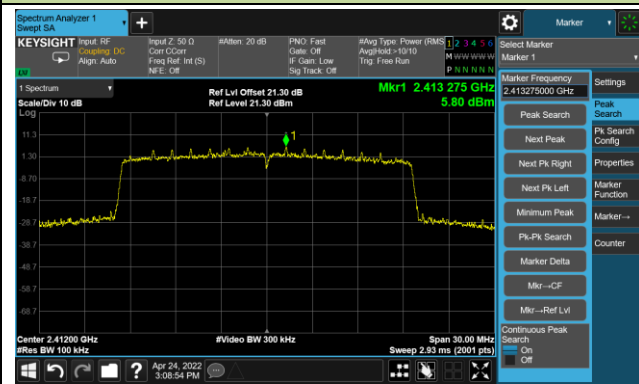 Spectrum Analyzer 1
Swept SA
Marker
KEYSIGHT
Input: RF
Coupling: DC
Align: Auto
Input Z: 50 Ω
Corr CCorr
Freq Ref: Int (S)
NFE: Off
#Atten: 20 dB
PNO: Fast
Gate: Off
IF Gain: Low
Sig Track: Off
#Avg Type: Power (RMS
Avg|Hold:>10/10
Trig: Free Run
1 2 3 4 5 6
M W W W W W
P N N N N N
LVI
Select Marker
Marker 1
1 Spectrum
Scale/Div 10 dB
Log
Ref Lvl Offset 21.30 dB
Ref Level 21.30 dBm
Mkr1 2.413 275 GHz
5.80 dBm
11.3
1.30
-8.70
-18.7
-28.7
-38.7
-48.7
-58.7
-68.7
1
Center 2.41200 GHz
#Res BW 100 kHz
#Video BW 300 kHz
Span 30.00 MHz
Sweep 2.93 ms (2001 pts)
Marker Frequency
2.413275000 GHz
Peak Search
Next Peak
Next Pk Right
Next Pk Left
Minimum Peak
Pk-Pk Search
Marker Delta
Mkr→CF
Mkr→Ref Lvl
Continuous Peak
Search
On
Off
Settings
Peak
Search
Pk Search
Config
Properties
Marker
Function
Marker→
Counter
Apr 24, 2022
3:08:54 PM